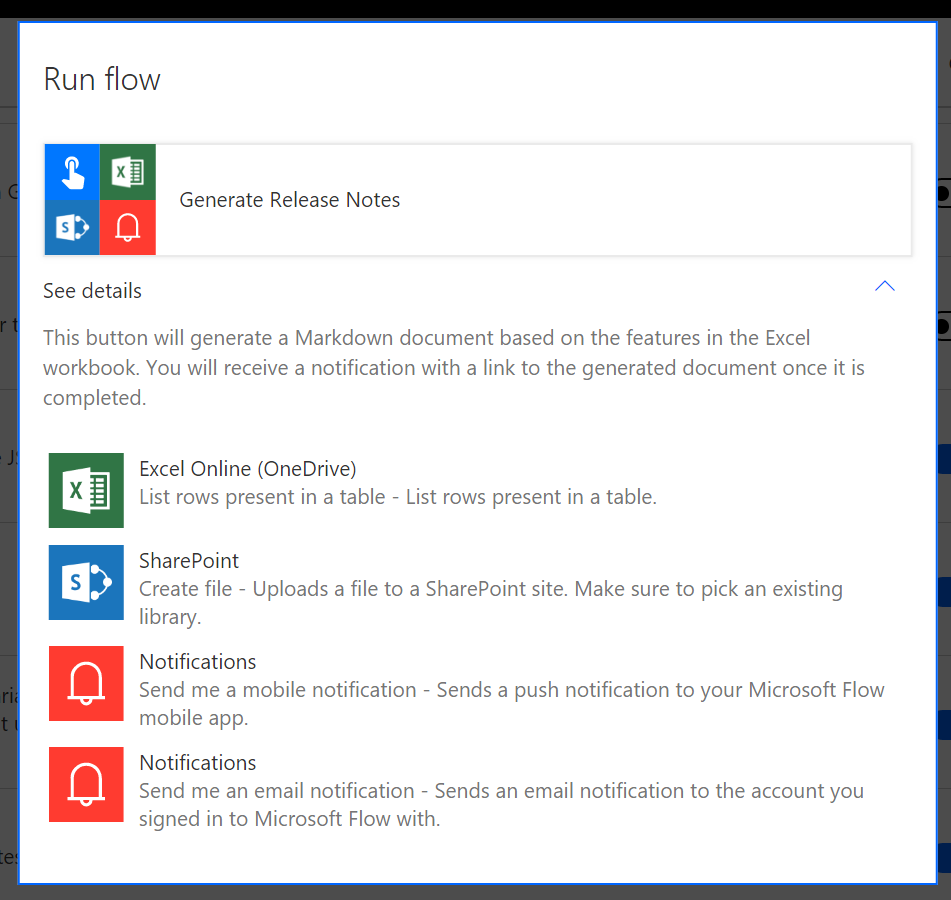 Run flow
Generate Release Notes
See details
This button will generate a Markdown document based on the features in the Excel
workbook. You will receive a notification with a link to the generated document once it is
completed.
Excel Online (OneDrive)
List rows present in a table - List rows present in a table.
SharePoint
Create file - Uploads a file to a SharePoint site. Make sure to pick an existing
library.
Notifications
Send me a mobile notification - Sends a push notification to your Microsoft Flow
mobile app.
Notifications
Send me an email notification - Sends an email notification to the account you
signed in to Microsoft Flow with.